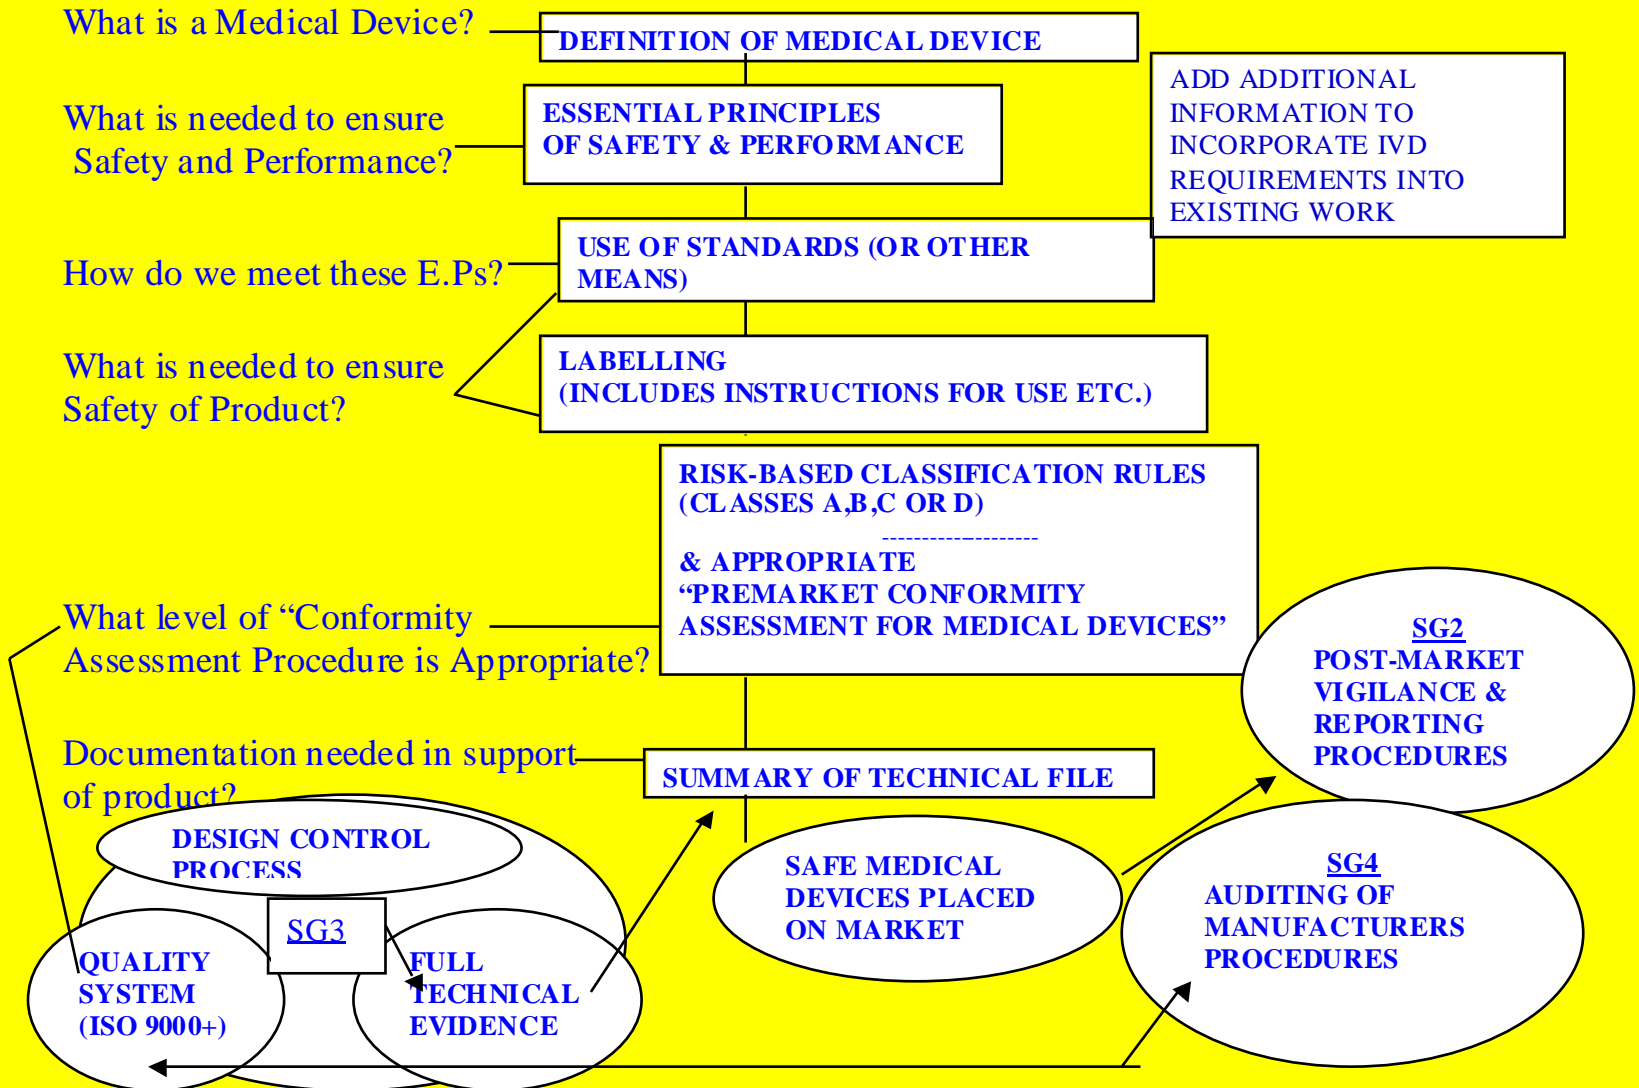 What is a Medical Device?
DEFINITION OF MEDICAL DEVICE
ADD ADDITIONAL
INFORMATION TO
INCORPORATE IVD
REQUIREMENTS INTO
EXISTING WORK
What is needed to ensure
Safety and Performance?
ESSENTIAL PRINCIPLES
OF SAFETY & PERFORMANCE
How do we meet these E.Ps?
USE OF STANDARDS (OR OTHER
MEANS)
What is needed to ensure
Safety of Product?
LABELLING
(INCLUDES INSTRUCTIONS FOR USE ETC.)
RISK-BASED CLASSIFICATION RULES
(CLASSES A,B,C OR D)
--------------------
& APPROPRIATE
“PREMARKET CONFORMITY
ASSESSMENT FOR MEDICAL DEVICES”
What level of “Conformity
Assessment Procedure is Appropriate?
SG2
POST-MARKET
VIGILANCE &
REPORTING
PROCEDURES
Documentation needed in support
of product?
SUMMARY OF TECHNICAL FILE
DESIGN CONTROL
PROCESS
SG3
QUALITY
SYSTEM
(ISO 9000+)
FULL
TECHNICAL
EVIDENCE
SAFE MEDICAL
DEVICES PLACED
ON MARKET
SG4
AUDITING OF
MANUFACTURERS
PROCEDURES